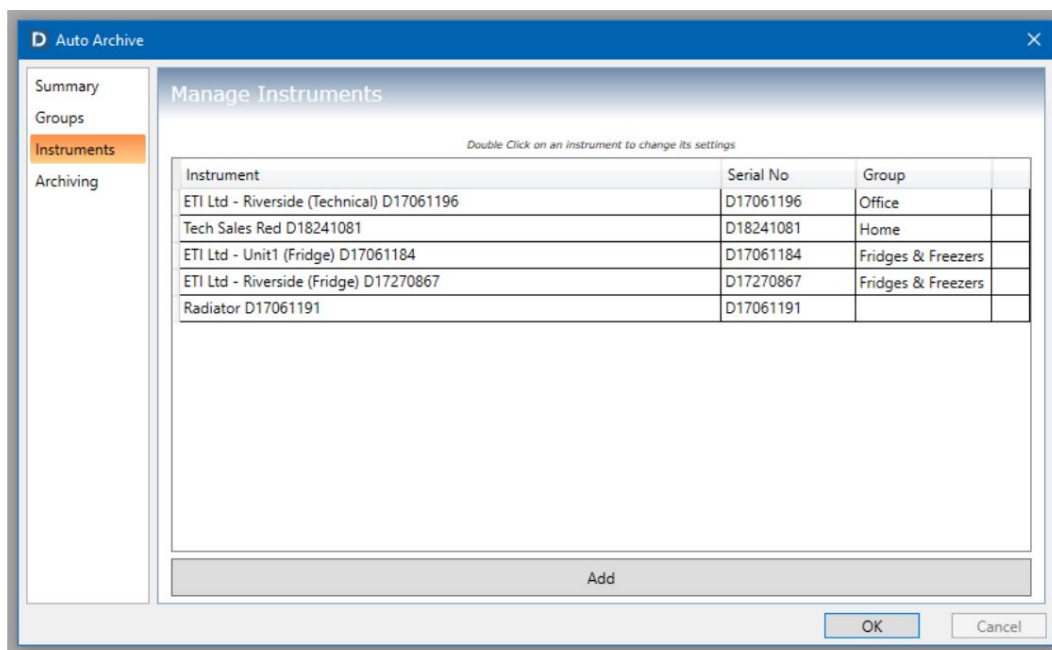 D Auto Archive
Summary
Groups
Instruments
Archiving
Manage Instruments
Double Click on an instrument to change its settings
Instrument Serial No Group
ETI Ltd - Riverside (Technical) D17061196 D17061196 Office
Tech Sales Red D18241081 D18241081 Home
ETI Ltd - Unit1 (Fridge) D17061184 D17061184 Fridges & Freezers
ETI Ltd - Riverside (Fridge) D17270867 D17270867 Fridges & Freezers
Radiator D17061191 D17061191
Add
OK Cancel